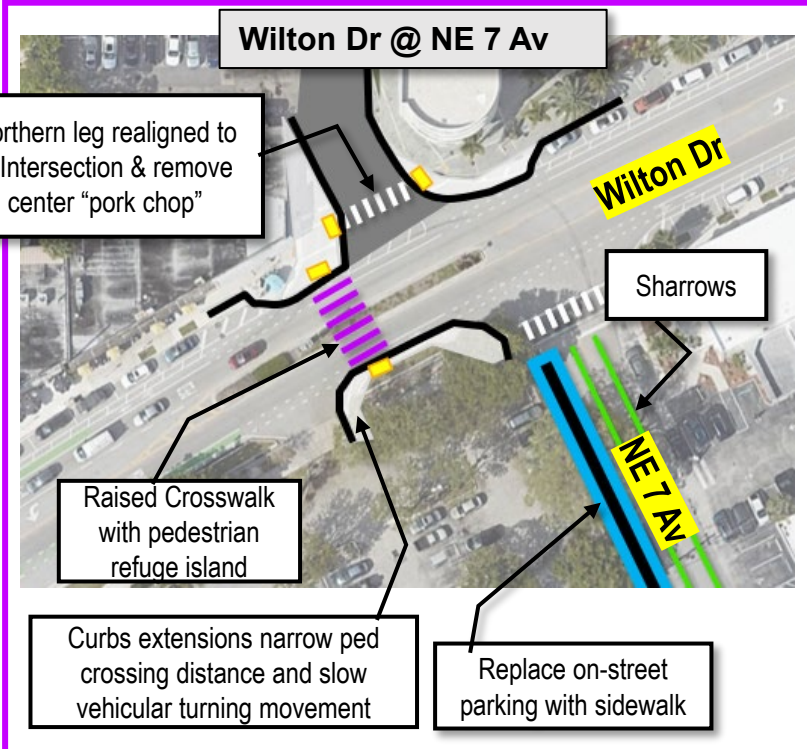 Wilton Dr @ NE 7 Av
orthern leg realigned to
Intersection & remove
center “pork chop”
Wilton Dr
Sharrows
NE 7 Av
Raised Crosswalk
with pedestrian
refuge island
Curbs extensions narrow ped
crossing distance and slow
vehicular turning movement
Replace on-street
parking with sidewalk